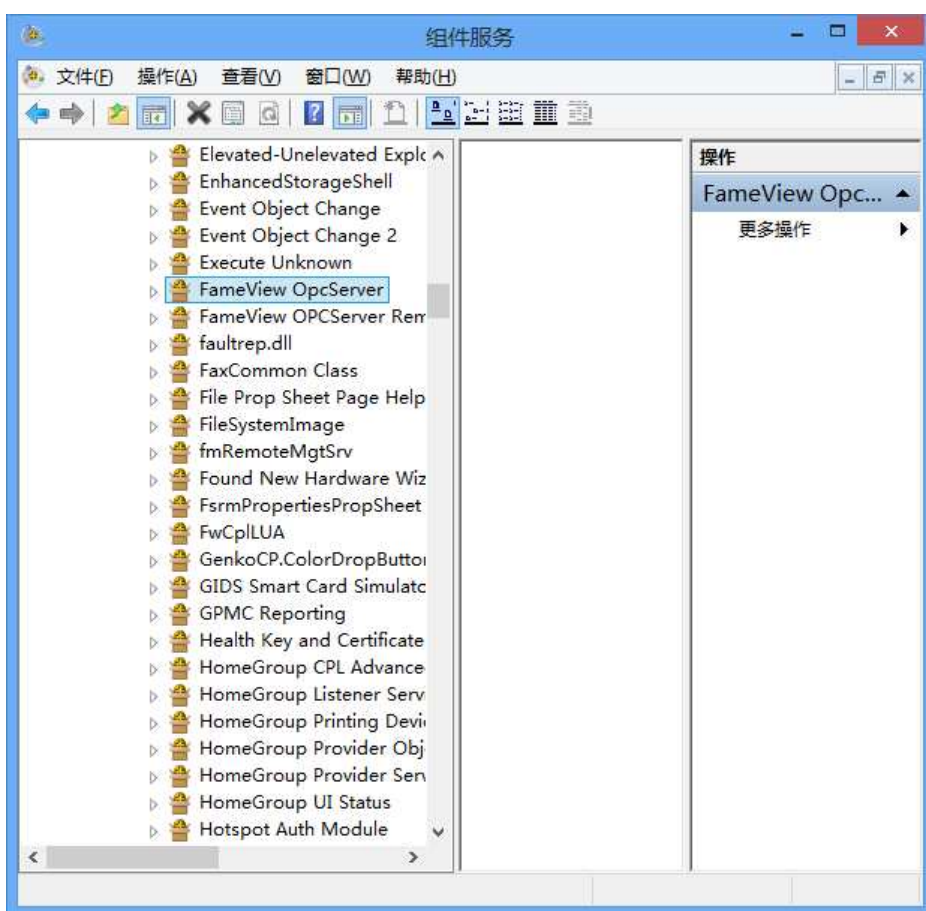 组件服务
文件(F) 操作(A) 查看(V) 窗口(W) 帮助(H)
Elevated-Unelevated Explc
EnhancedStorageShell
Event Object Change
Event Object Change 2
Execute Unknown
FameView OpcServer
FameView OPCServer Rem
faultrep.dll
FaxCommon Class
File Prop Sheet Page Help
FileSystemImage
fmRemoteMgtSrv
Found New Hardware Wiz
FsrmPropertiesPropSheet
FwCplLUA
GenkoCP.ColorDropButton
GIDS Smart Card Simulato
GPMC Reporting
Health Key and Certificate
HomeGroup CPL Advance
HomeGroup Listener Serv
HomeGroup Printing Devi
HomeGroup Provider Obj
HomeGroup Provider Serv
HomeGroup UI Status
Hotspot Auth Module
操作
FameView Opc...
更多操作